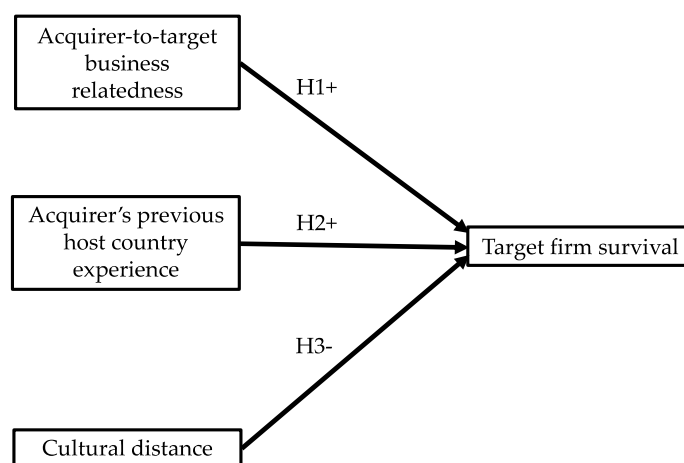 Acquirer-to-target
business
relatedness
H1+
Acquirer's previous
host country
experience
H2+
Target firm survival
H3-
Cultural distance